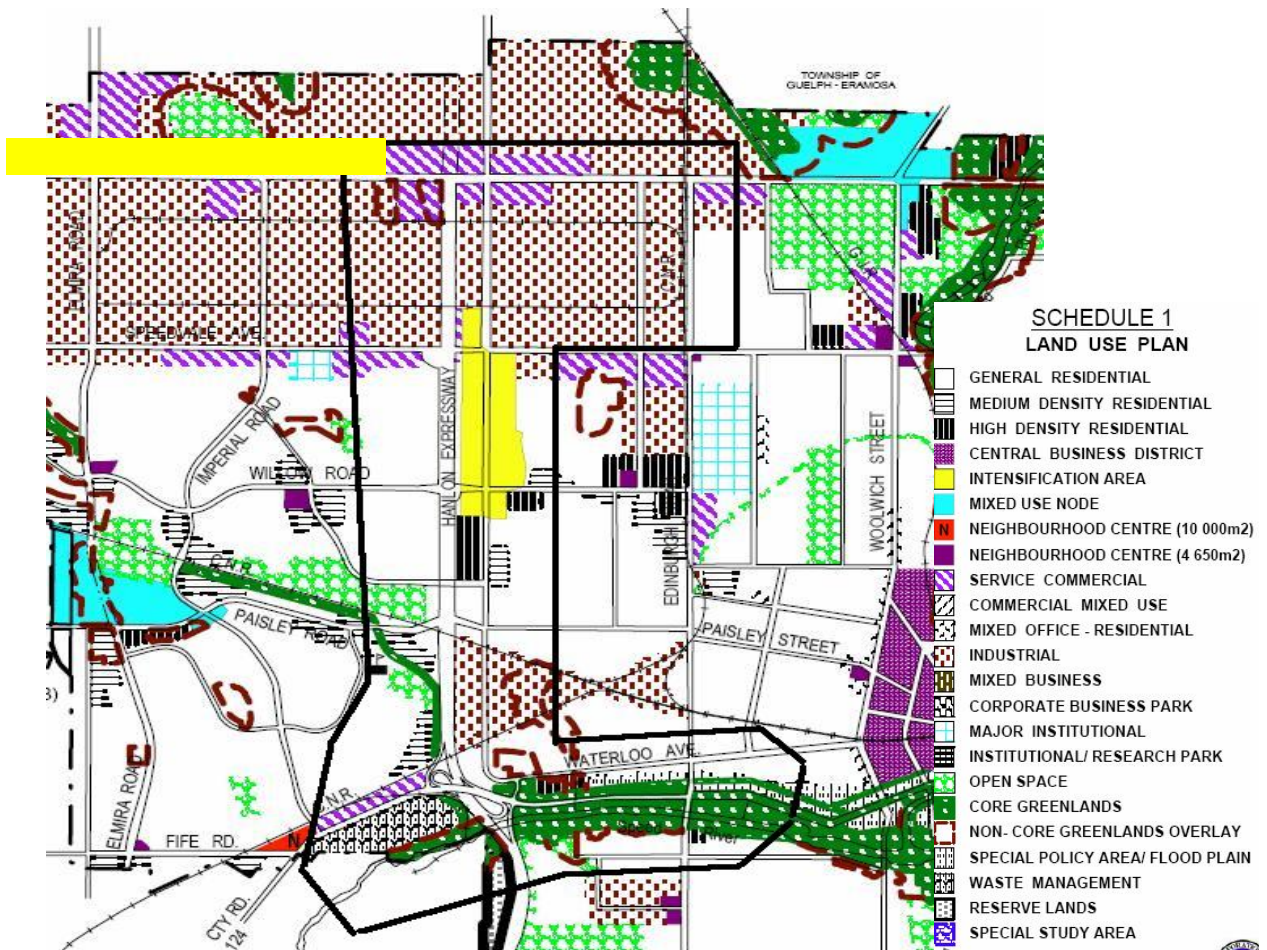 TOWNSHIP OF
GUELPH - ERAMOSA
ELMIRA ROAD
C.N.R.
G.J.R.
SPEEDVALE AVE.
HANLON EXPRESSWAY
IMPERIAL ROAD
WILLOW ROAD
WOOLWICH STREET
EDINBURGH
C.N.R.
PAISLEY ROAD
PAISLEY STREET
WATERLOO AVE.
ELMIRA ROAD
C.N.R.
FIFE RD.
N
Speed River
CTY RD.
124
SCHEDULE 1
LAND USE PLAN
GENERAL RESIDENTIAL
MEDIUM DENSITY RESIDENTIAL
HIGH DENSITY RESIDENTIAL
CENTRAL BUSINESS DISTRICT
INTENSIFICATION AREA
MIXED USE NODE
N NEIGHBOURHOOD CENTRE (10 000m2)
NEIGHBOURHOOD CENTRE (4 650m2)
SERVICE COMMERCIAL
COMMERCIAL MIXED USE
MIXED OFFICE - RESIDENTIAL
INDUSTRIAL
MIXED BUSINESS
CORPORATE BUSINESS PARK
MAJOR INSTITUTIONAL
INSTITUTIONAL/ RESEARCH PARK
OPEN SPACE
CORE GREENLANDS
NON- CORE GREENLANDS OVERLAY
SPECIAL POLICY AREA/ FLOOD PLAIN
WASTE MANAGEMENT
RESERVE LANDS
SPECIAL STUDY AREA